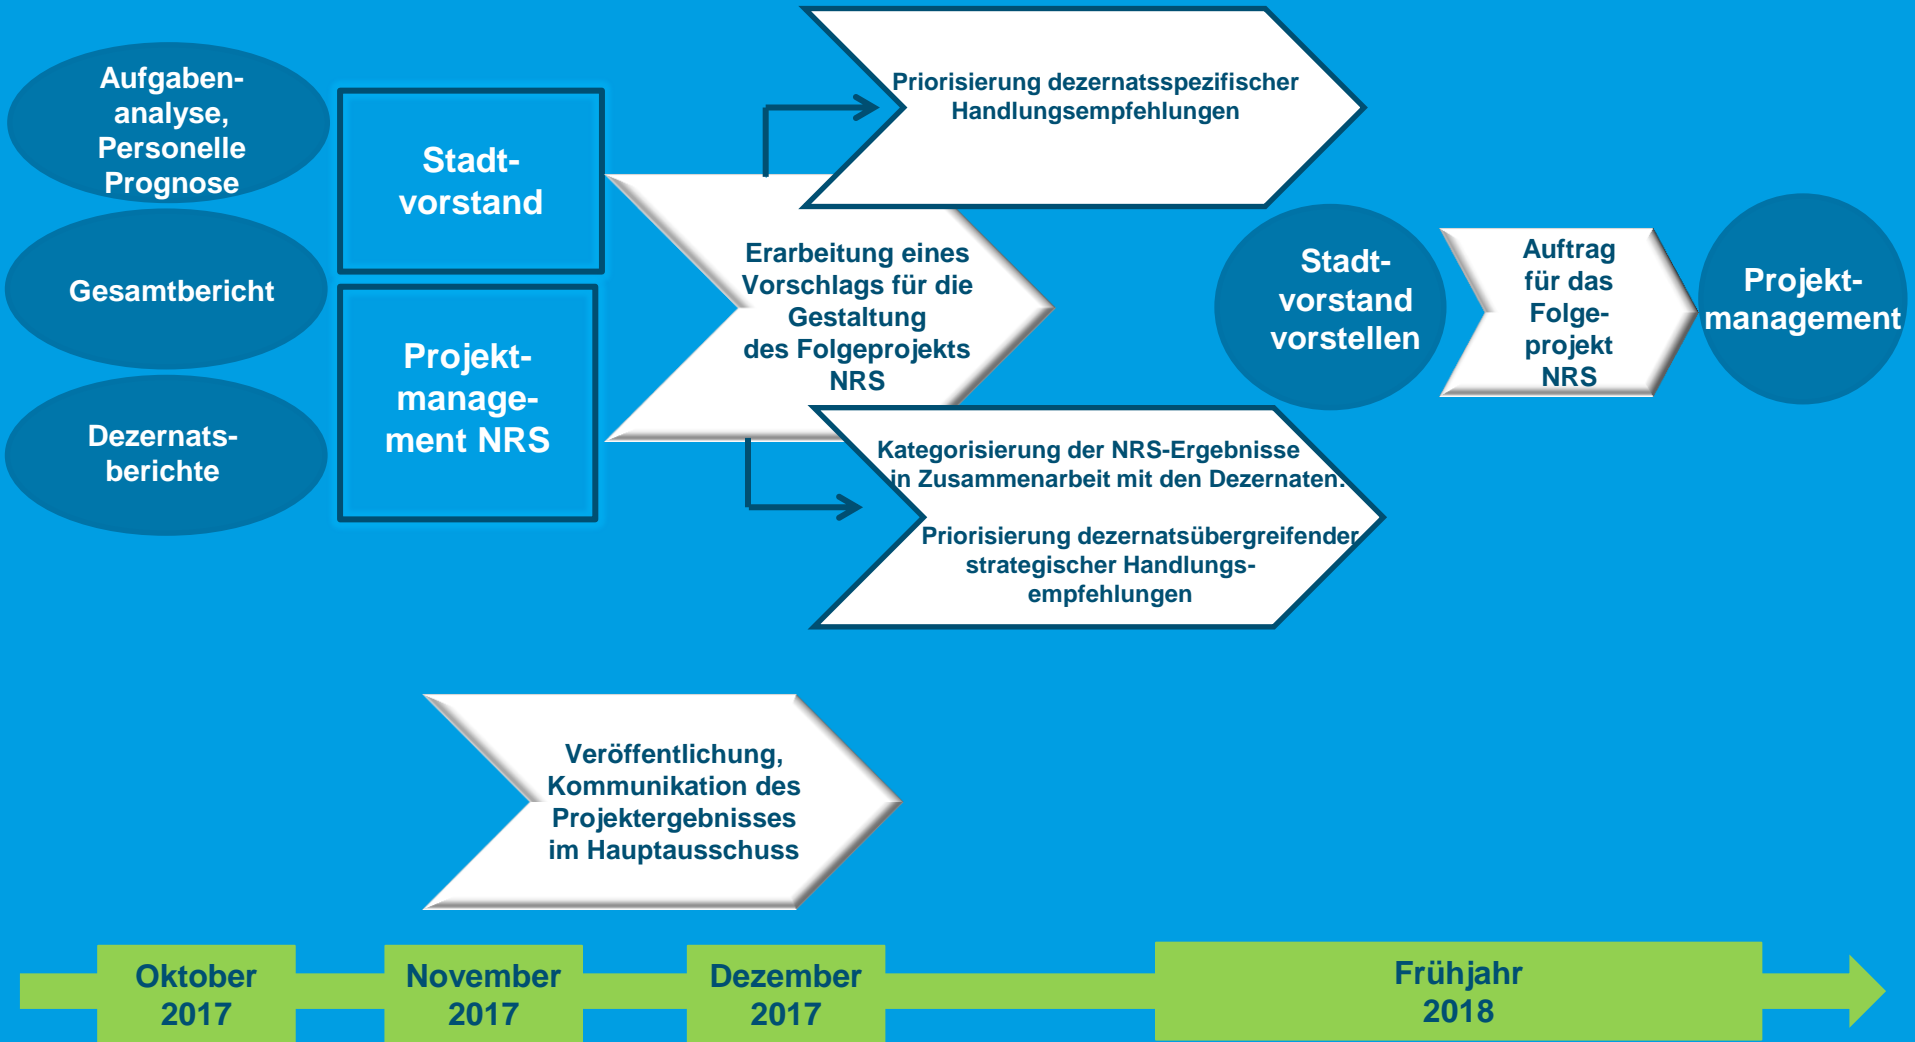 Aufgaben-
analyse,
Personelle
Prognose
Gesamtbericht
Dezernats-
berichte
Stadt-
vorstand
Projekt-
manage-
ment NRS
Erarbeitung eines
Vorschlags für die
Gestaltung
des Folgeprojekts
NRS
Priorisierung dezernatsspezifischer
Handlungsempfehlungen
Kategorisierung der NRS-Ergebnisse
in Zusammenarbeit mit den Dezernaten.
Priorisierung dezernatsübergreifender
strategischer Handlungs-
empfehlungen
Stadt-
vorstand
vorstellen
Auftrag
für das
Folge-
projekt
NRS
Projekt-
management
Veröffentlichung,
Kommunikation des
Projektergebnisses
im Hauptausschuss
Oktober
2017
November
2017
Dezember
2017
Frühjahr
2018